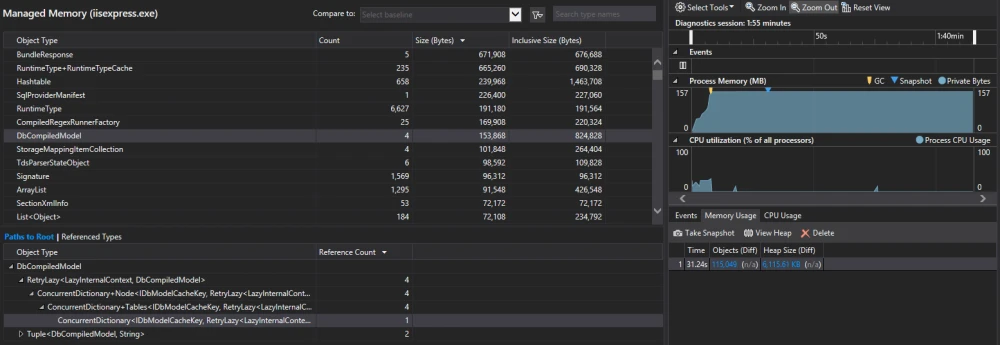 Managed Memory (iisexpress.exe)
Compare to: Select baseline Search type names
Object Type Count Size (Bytes) Inclusive Size (Bytes)
BundleResponse 5 671,908 676,688
RuntimeType+RuntimeTypeCache 235 665,260 690,328
Hashtable 658 239,968 1,463,708
SqlProviderManifest 1 226,400 227,060
RuntimeType 6,627 191,180 191,564
CompiledRegexRunnerFactory 25 169,908 220,324
DbCompiledModel 4 153,868 824,828
StorageMappingItemCollection 4 101,848 264,404
TdsParserStateObject 6 98,592 109,828
Signature 1,569 96,312 96,312
ArrayList 1,295 91,548 426,548
SectionXmlInfo 53 72,172 72,172
List<Object> 184 72,108 234,792
Paths to Root | Referenced Types
Object Type Reference Count
DbCompiledModel
RetryLazy<LazyInternalContext, DbCompiledModel> 4
ConcurrentDictionary+Node<IDbModelCacheKey, RetryLazy<LazyInternalCont... 4
ConcurrentDictionary+Tables<IDbModelCacheKey, RetryLazy<LazyInternalC... 4
ConcurrentDictionary<IDbModelCacheKey, RetryLazy<LazyInternalConte... 1
Tuple<DbCompiledModel, String> 2
Select Tools Zoom In Zoom Out Reset View
Diagnostics session: 1:55 minutes
50s 1:40min
Events
Process Memory (MB) GC Snapshot Private Bytes
157 157
0 0
CPU utilization (% of all processors) Process CPU Usage
100 100
0 0
Events Memory Usage CPU Usage
Take Snapshot View Heap Delete
Time Objects (Diff) Heap Size (Diff)
1 31.24s 115,049 (n/a) 6,115.61 KB (n/a)